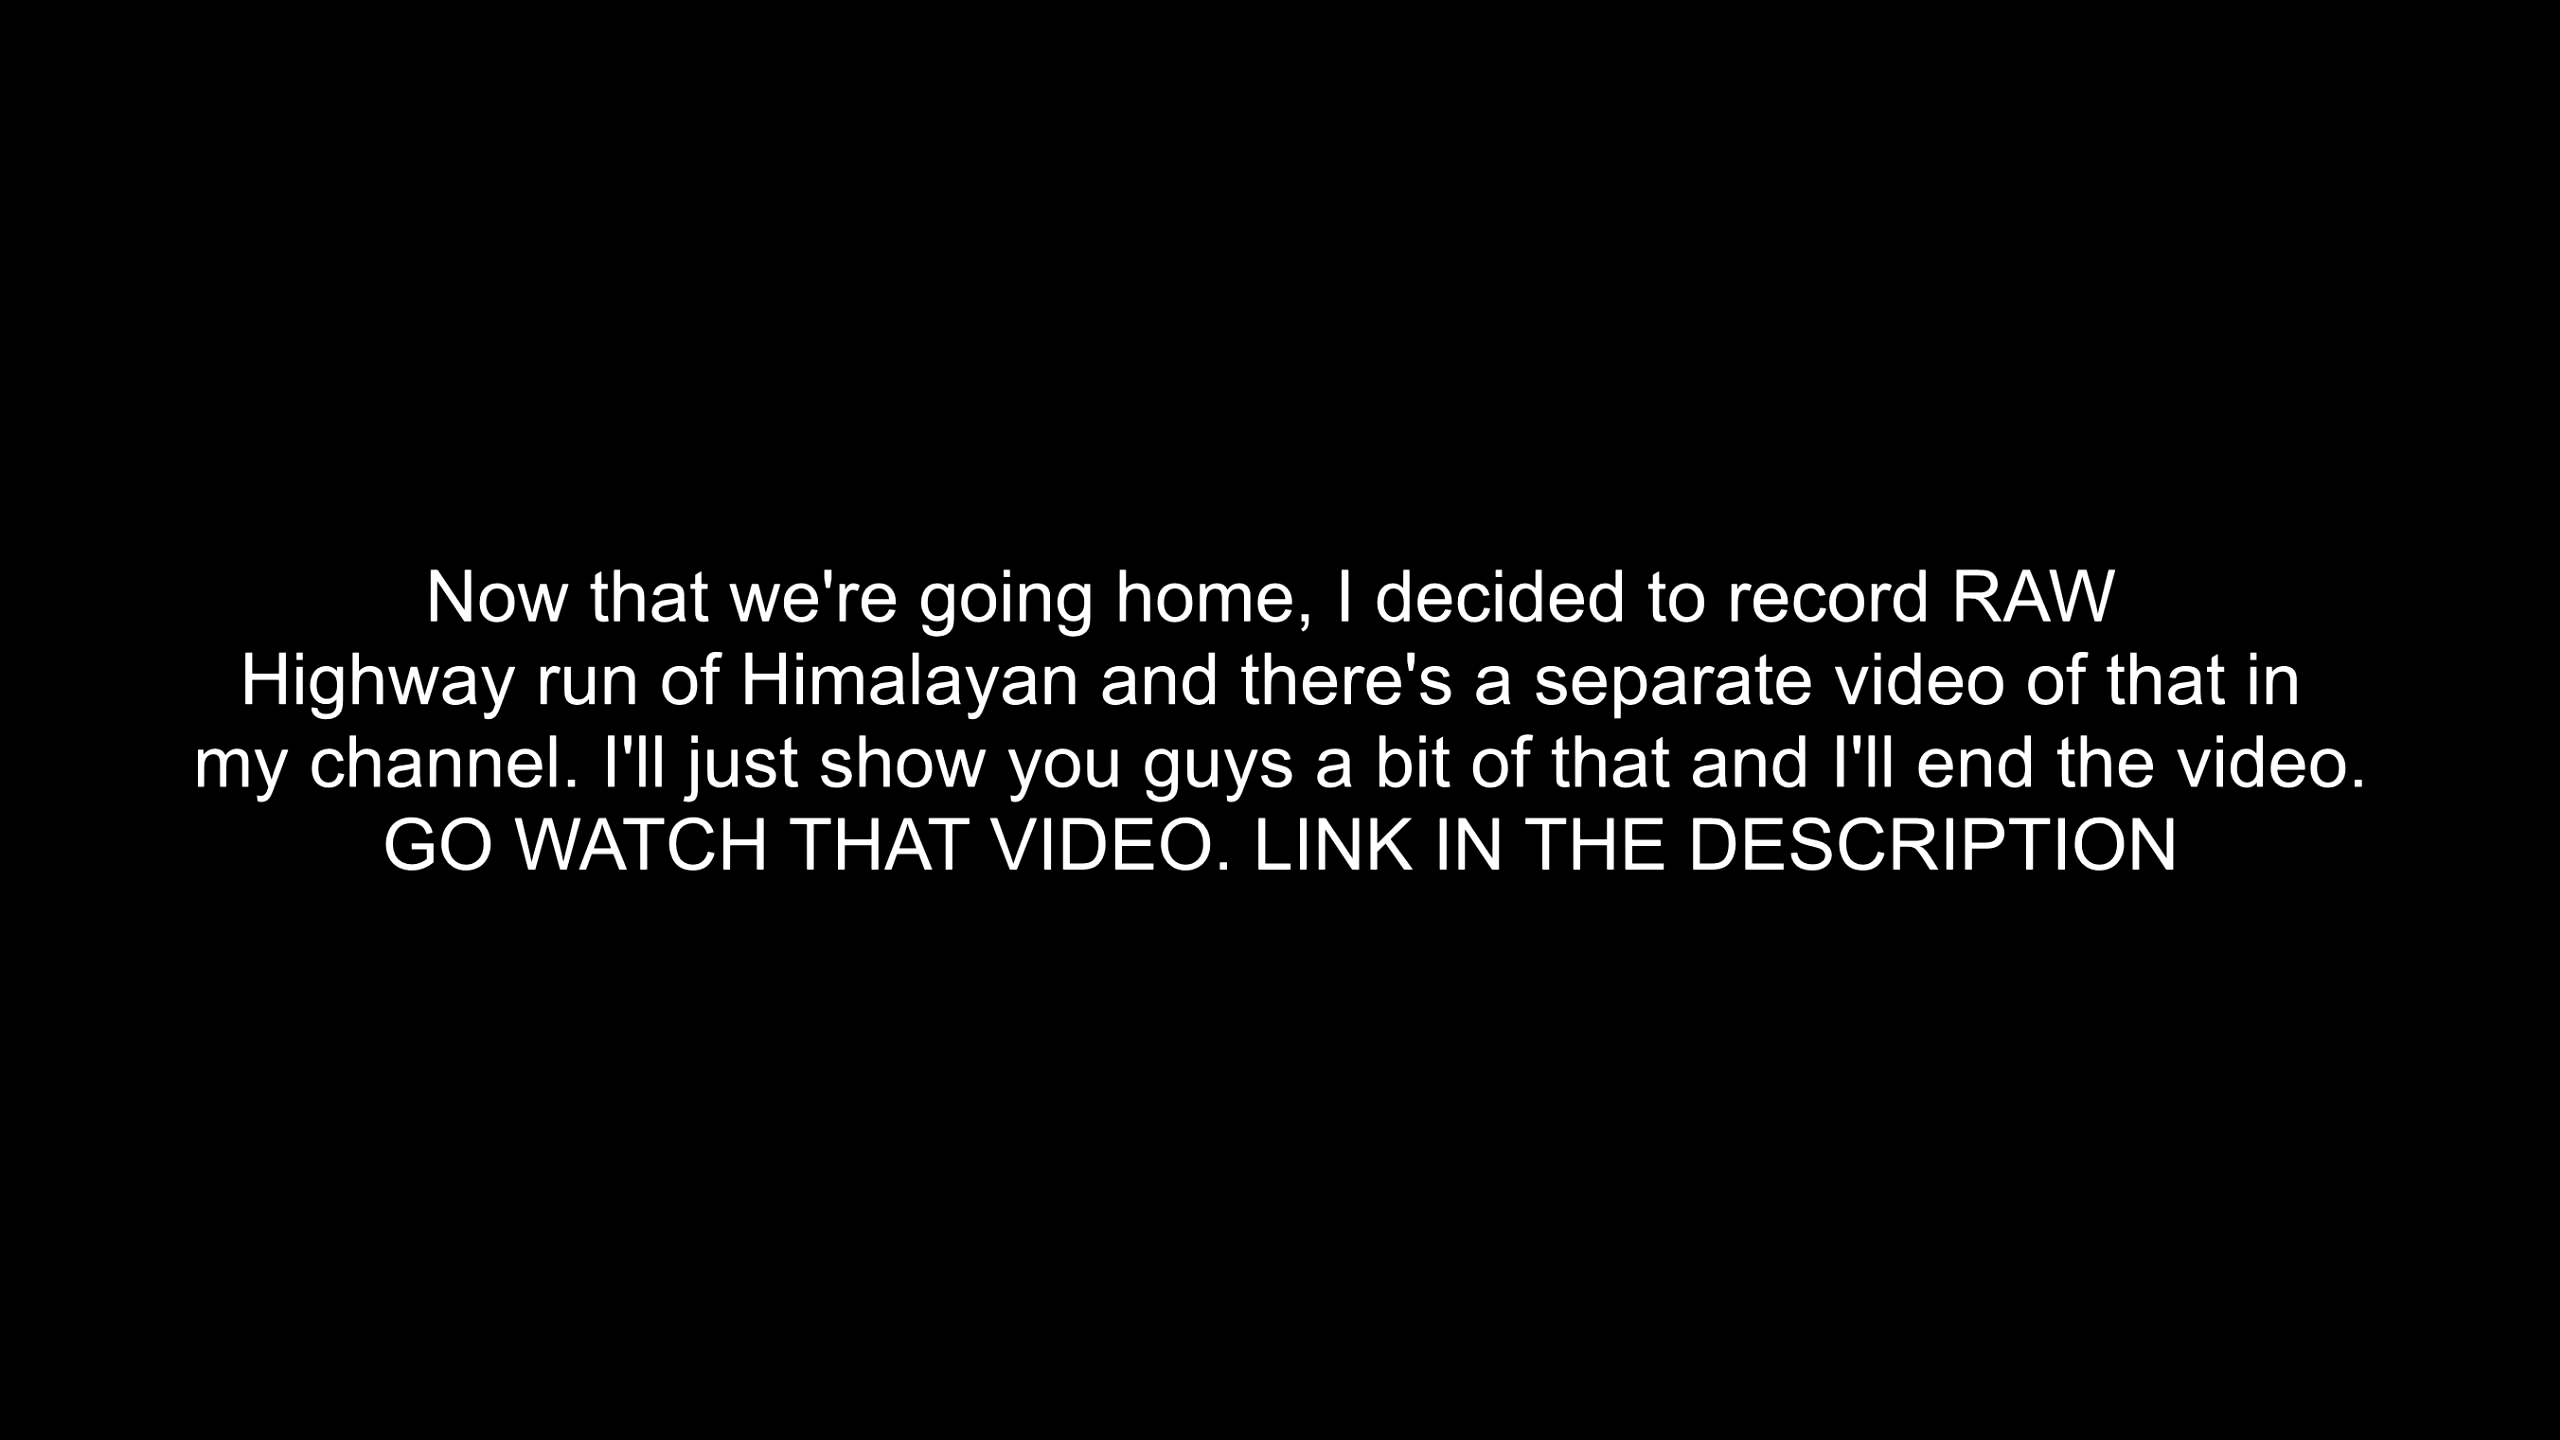 Now that we're going home, I decided to record RAW
Highway run of Himalayan and there's a separate video of that in
my channel. I'll just show you guys a bit of that and I'll end the video.
GO WATCH THAT VIDEO. LINK IN THE DESCRIPTION